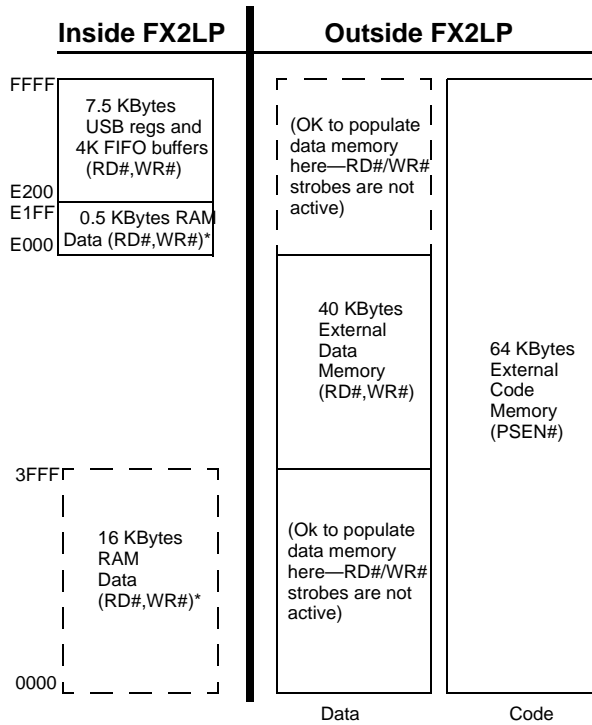 Inside FX2LP
Outside FX2LP
FFFF
7.5 KBytes
USB regs and
4K FIFO buffers
(RD#,WR#)
E200
E1FF
0.5 KBytes RAM
Data (RD#,WR#)*
E000
(OK to populate
data memory
here—RD#/WR#
strobes are not
active)
40 KBytes
External
Data
Memory
(RD#,WR#)
64 KBytes
External
Code
Memory
(PSEN#)
3FFF
16 KBytes
RAM
Data
(RD#,WR#)*
(Ok to populate
data memory
here—RD#/WR#
strobes are not
active)
0000
Data
Code